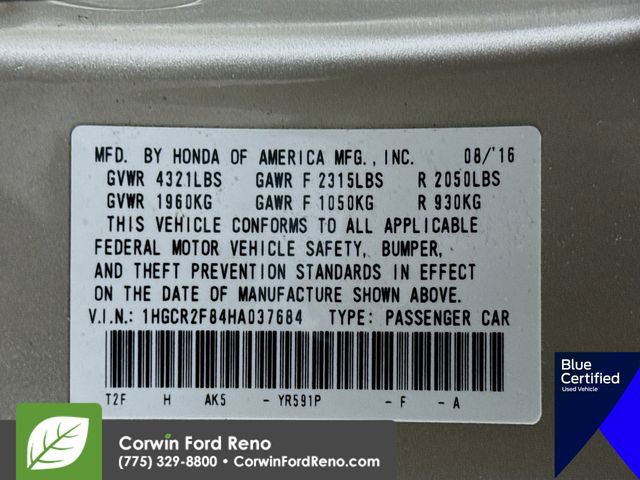 MFD. BY HONDA OF AMERICA MFG., INC. 08/'16
GVWR 4321LBS GAWR F 2315LBS R 2050LBS
GVWR 1960KG GAWR F 1050KG R 930KG
THIS VEHICLE CONFORMS TO ALL APPLICABLE
FEDERAL MOTOR VEHICLE SAFETY, BUMPER,
AND THEFT PREVENTION STANDARDS IN EFFECT
ON THE DATE OF MANUFACTURE SHOWN ABOVE.
V.I.N.: 1HGCR2F84HA037684 TYPE: PASSENGER CAR
T2F H AK5 - YR591P - F - A
Blue
Certified
Used Vehicle
Corwin Ford Reno
(775) 329-8800 • CorwinFordReno.com